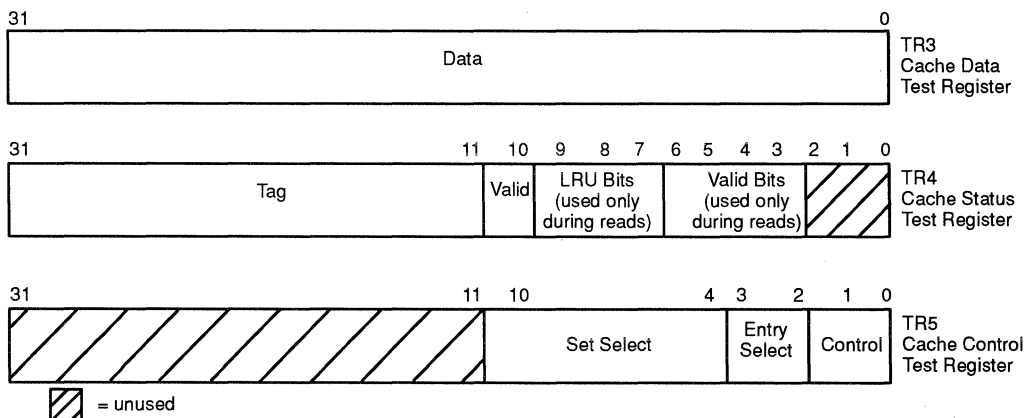 31 0
Data
TR3
Cache Data
Test Register
31 11 10 9 8 7 6 5 4 3 2 1 0
Tag
Valid
LRU Bits
(used only
during reads)
Valid Bits
(used only
during reads)
TR4
Cache Status
Test Register
31 11 10 4 3 2 1 0
Set Select
Entry
Select
Control
TR5
Cache Control
Test Register
= unused